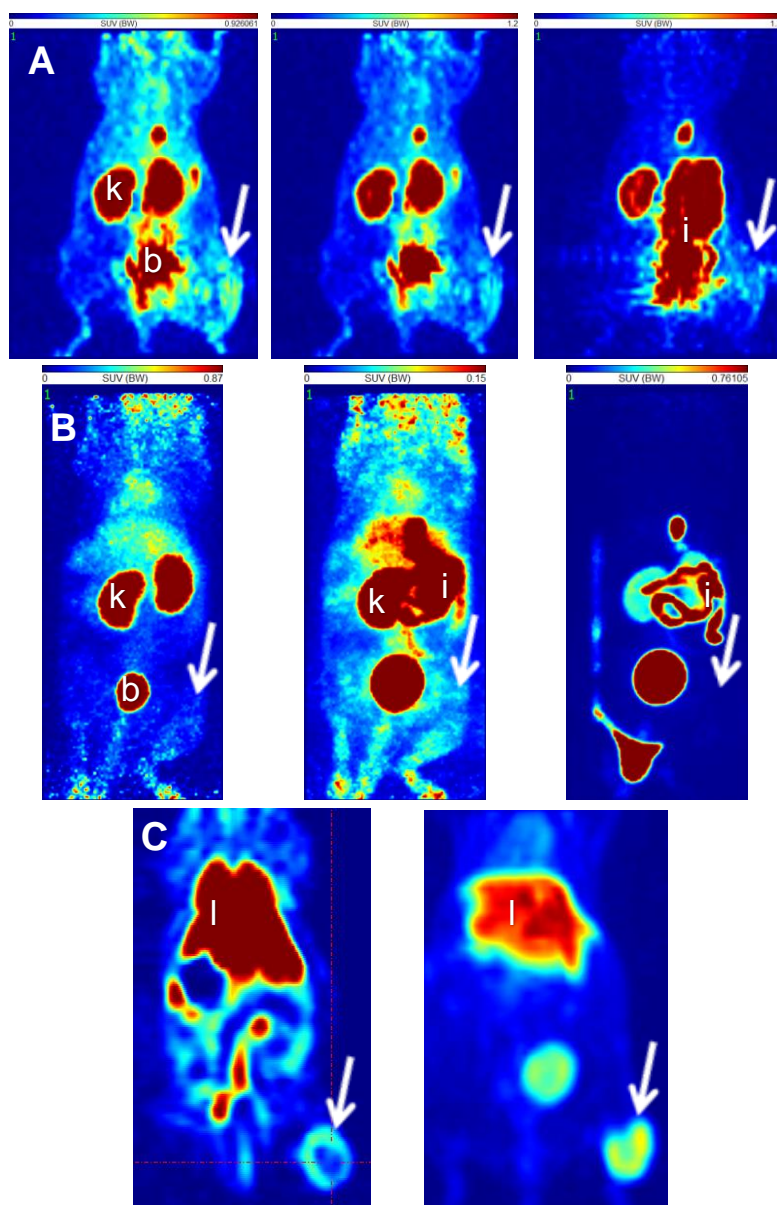 0 SUV (BW) 0.926061
1
A
k
b
0 SUV (BW) 1.2
1
0 SUV (BW) 1.
1
i
0 SUV (BW) 0.87
1
B
k
b
0 SUV (BW) 0.15
1
k
i
0 SUV (BW) 0.76105
1
i
C
l
l